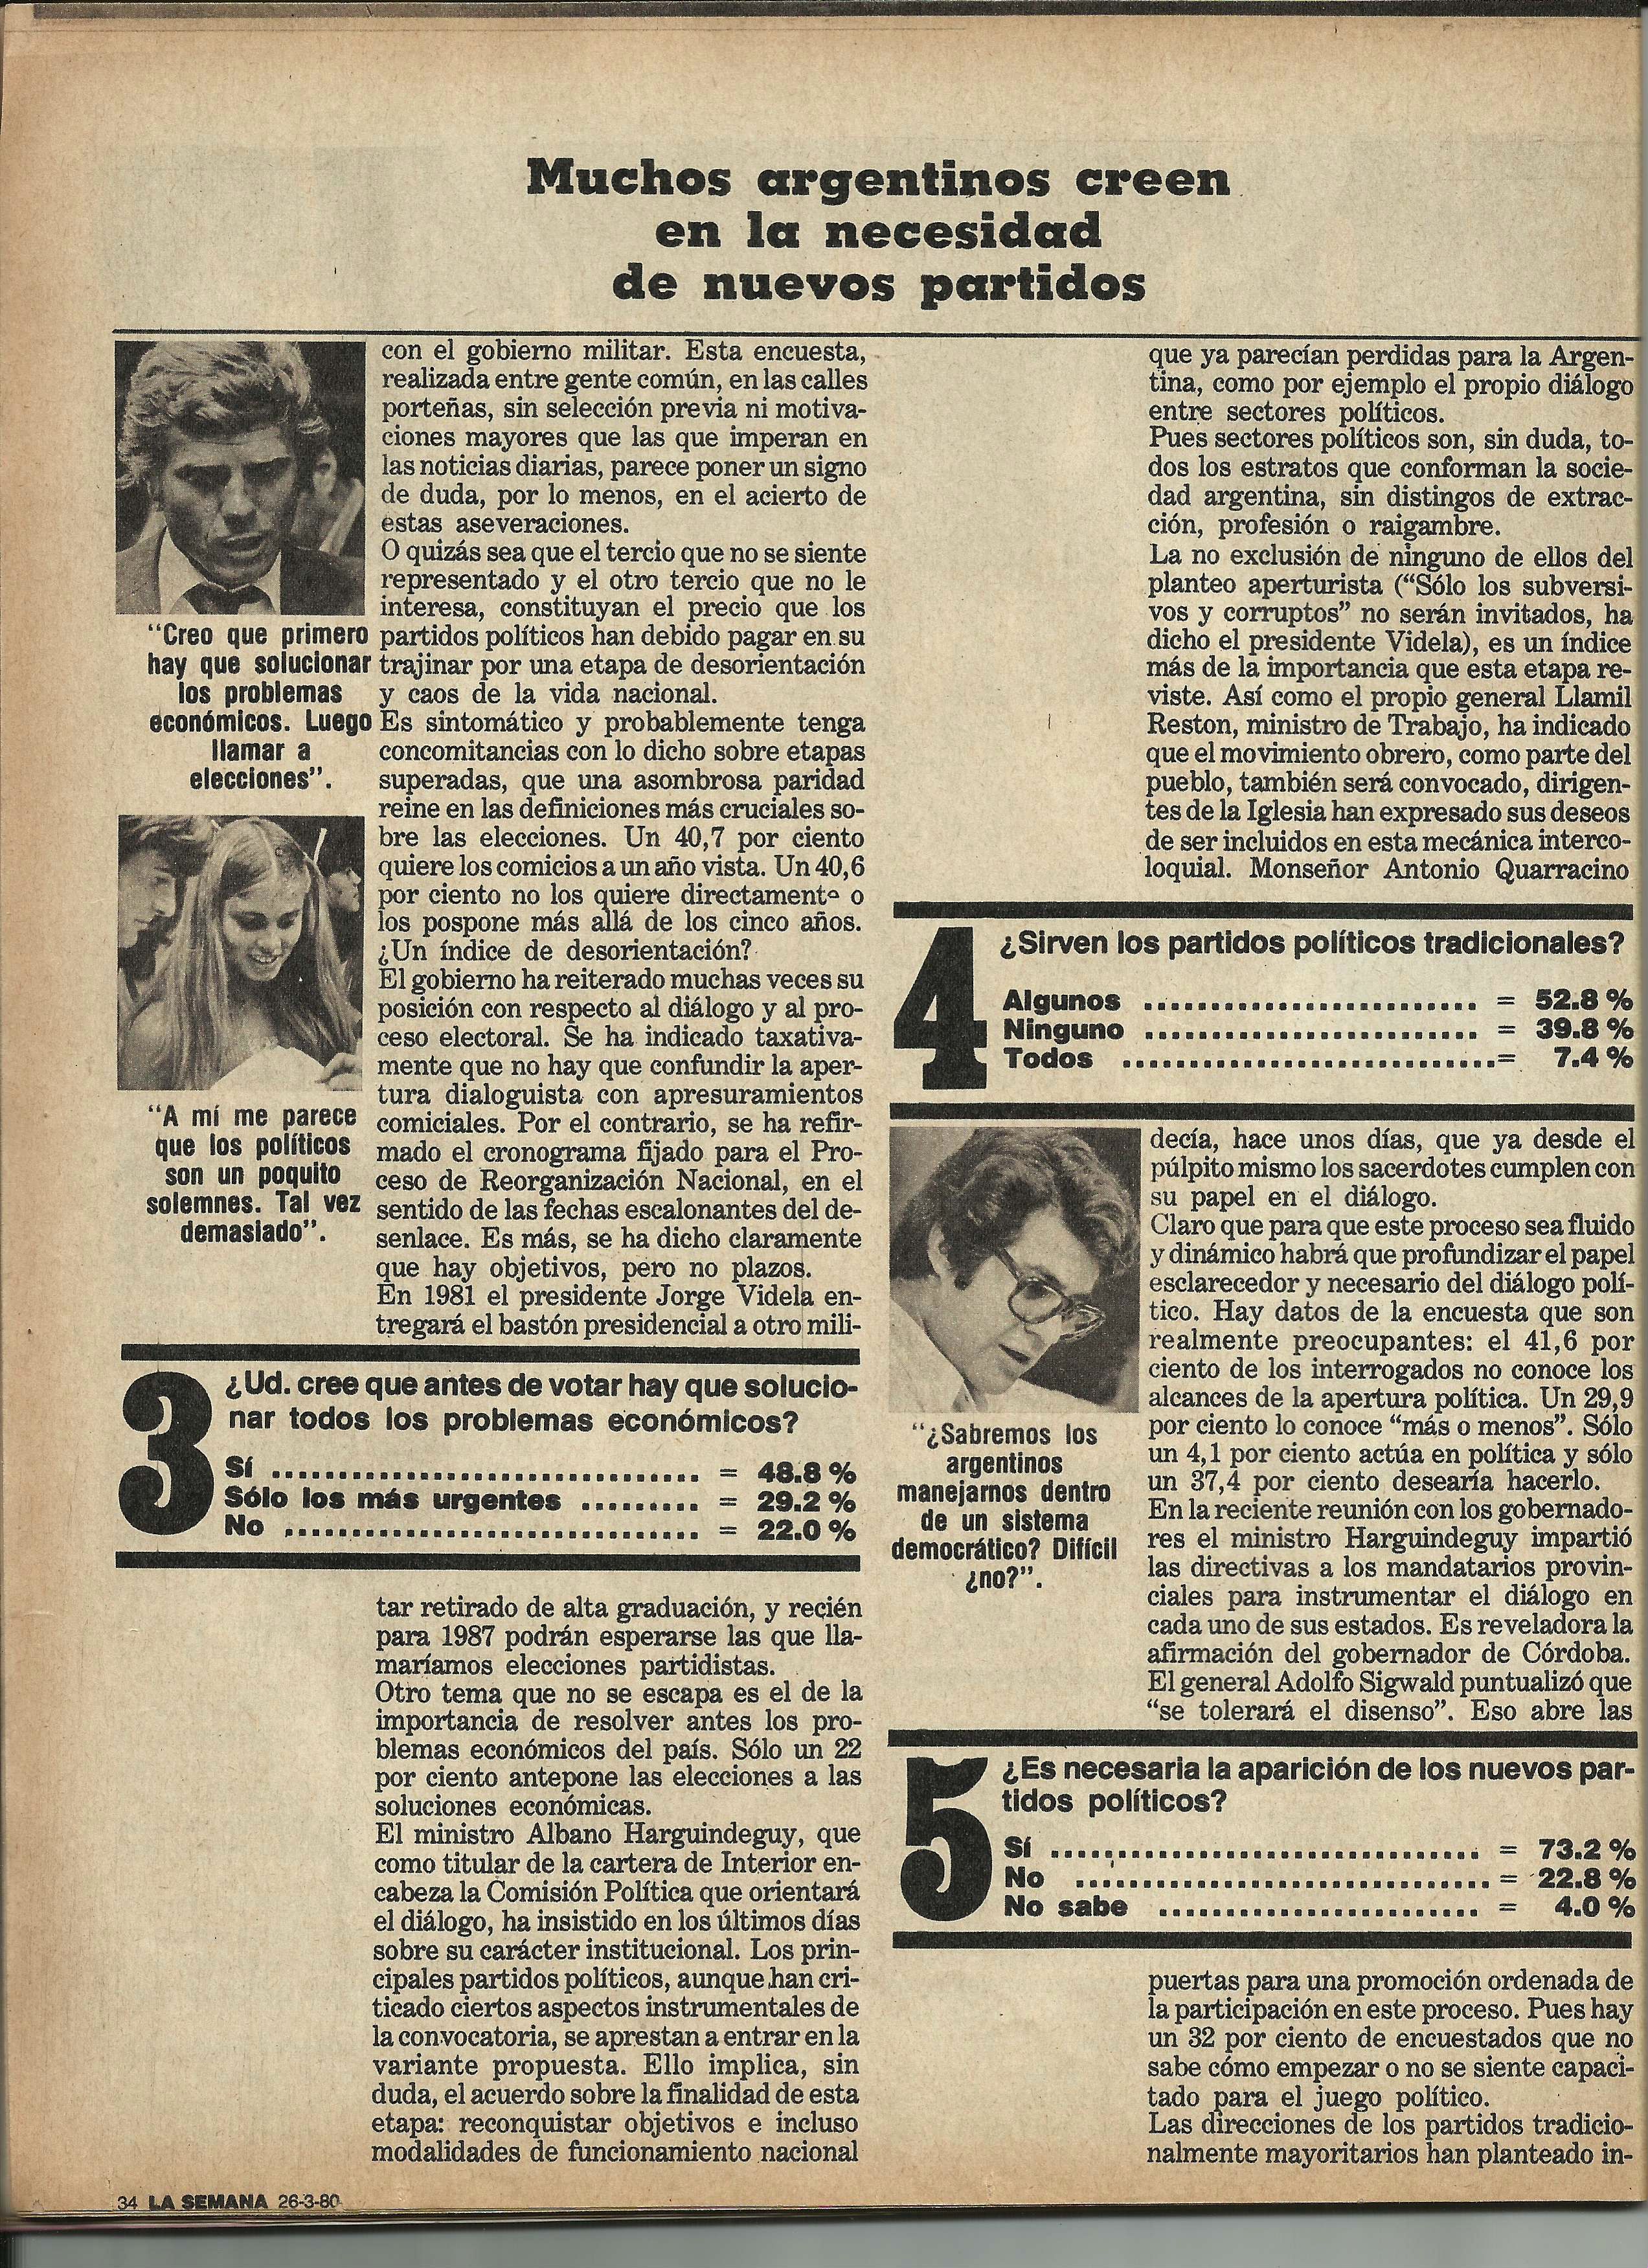 Muchos argentinos creen
en la necesidad
de nuevos partidos
"Creo que primero
hay que solucionar
los problemas
económicos. Luego
llamar a
elecciones".
"A mí me parece
que los políticos
son un poquito
solemnes. Tal vez
demasiado".
con el gobierno militar. Esta encuesta,
realizada entre gente común, en las calles
porteñas, sin selección previa ni motiva-
ciones mayores que las que imperan en
las noticias diarias, parece poner un signo
de duda, por lo menos, en el acierto de
estas aseveraciones.
O quizás sea que el tercio que no se siente
representado y el otro tercio que no le
interesa, constituyan el precio que los
partidos políticos han debido pagar en su
trajinar por una etapa de desorientación
y caos de la vida nacional.
Es sintomático y probablemente tenga
concomitancias con lo dicho sobre etapas
superadas, que una asombrosa paridad
reine en las definiciones más cruciales so-
bre las elecciones. Un 40,7 por ciento
quiere los comicios a un año vista. Un 40,6
por ciento no los quiere directamente o
los pospone más allá de los cinco años.
¿Un índice de desorientación?
El gobierno ha reiterado muchas veces su
posición con respecto al diálogo y al pro-
ceso electoral. Se ha indicado taxativa-
mente que no hay que confundir la aper-
tura dialoguista con apresuramientos
comiciales. Por el contrario, se ha refir-
mado el cronograma fijado para el Pro-
ceso de Reorganización Nacional, en el
sentido de las fechas escalonantes del de-
senlace. Es más, se ha dicho claramente
que hay objetivos, pero no plazos.
En 1981 el presidente Jorge Videla en-
tregará el bastón presidencial a otro mili-
3
¿Ud. cree que antes de votar hay que solucio-
nar todos los problemas económicos?
Sí ................................ = 48.8 %
Sólo los más urgentes ......... = 29.2 %
No ............................... = 22.0 %
tar retirado de alta graduación, y recién
para 1987 podrán esperarse las que lla-
maríamos elecciones partidistas.
Otro tema que no se escapa es el de la
importancia de resolver antes los pro-
blemas económicos del país. Sólo un 22
por ciento antepone las elecciones a las
soluciones económicas.
El ministro Albano Harguindeguy, que
como titular de la cartera de Interior en-
cabeza la Comisión Política que orientará
el diálogo, ha insistido en los últimos días
sobre su carácter institucional. Los prin-
cipales partidos políticos, aunque han cri-
ticado ciertos aspectos instrumentales de
la convocatoria, se aprestan a entrar en la
variante propuesta. Ello implica, sin
duda, el acuerdo sobre la finalidad de esta
etapa: reconquistar objetivos e incluso
modalidades de funcionamiento nacional
que ya parecían perdidas para la Argen-
tina, como por ejemplo el propio diálogo
entre sectores políticos.
Pues sectores políticos son, sin duda, to-
dos los estratos que conforman la socie-
dad argentina, sin distingos de extrac-
ción, profesión o raigambre.
La no exclusión de ninguno de ellos del
planteo aperturista ("Sólo los subversi-
vos y corruptos" no serán invitados, ha
dicho el presidente Videla), es un índice
más de la importancia que esta etapa re-
viste. Así como el propio general Llamil
Reston, ministro de Trabajo, ha indicado
que el movimiento obrero, como parte del
pueblo, también será convocado, dirigen-
tes de la Iglesia han expresado sus deseos
de ser incluidos en esta mecánica interco-
loquial. Monseñor Antonio Quarracino
4
¿Sirven los partidos políticos tradicionales?
Algunos ......................... = 52.8 %
Ninguno ......................... = 39.8 %
Todos ............................ = 7.4 %
"¿Sabremos los
argentinos
manejarnos dentro
de un sistema
democrático? Difícil
¿no?".
decía, hace unos días, que ya desde el
púlpito mismo los sacerdotes cumplen con
su papel en el diálogo.
Claro que para que este proceso sea fluido
y dinámico habrá que profundizar el papel
esclarecedor y necesario del diálogo polí-
tico. Hay datos de la encuesta que son
realmente preocupantes: el 41,6 por
ciento de los interrogados no conoce los
alcances de la apertura política. Un 29,9
por ciento lo conoce "más o menos". Sólo
un 4,1 por ciento actúa en política y sólo
un 37,4 por ciento desearía hacerlo.
En la reciente reunión con los gobernado-
res el ministro Harguindeguy impartió
las directivas a los mandatarios provin-
ciales para instrumentar el diálogo en
cada uno de sus estados. Es reveladora la
afirmación del gobernador de Córdoba.
El general Adolfo Sigwald puntualizó que
"se tolerará el disenso". Eso abre las
5
¿Es necesaria la aparición de los nuevos par-
tidos políticos?
Sí ................................ = 73.2 %
No ............................... = 22.8 %
No sabe ........................ = 4.0 %
puertas para una promoción ordenada de
la participación en este proceso. Pues hay
un 32 por ciento de encuestados que no
sabe cómo empezar o no se siente capaci-
tado para el juego político.
Las direcciones de los partidos tradicio-
nalmente mayoritarios han planteado in-
34 LA SEMANA 26-3-80